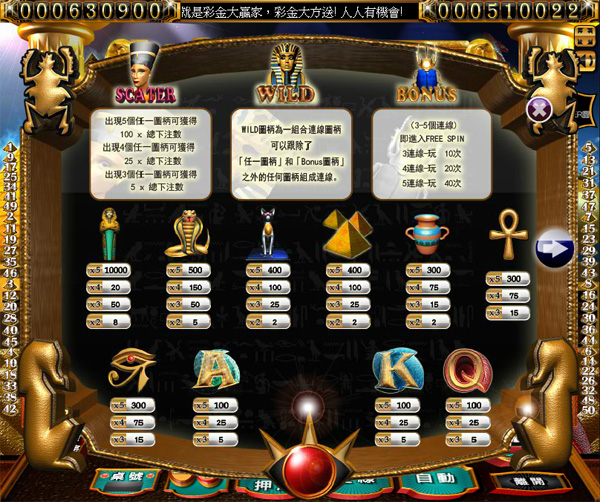 000630900
就是彩金大贏家，彩金大方送！人人有機會！
000510022
SCATER
WILD
BONUS
出現5個任一圖柄可獲得
100 x 總下注數
出現4個任一圖柄可獲得
25 x 總下注數
出現3個任一圖柄可獲得
5 x 總下注數
WILD圖柄為一組合連線圖柄
可以跟除了
「任一圖柄」和「Bonus圖柄」
之外的任何圖柄組成連線。
(3-5個連線)
即進入FREE SPIN
3連線-玩 10次
4連線-玩 20次
5連線-玩 40次
x5 10000
x4 20
x3 50
x2 8
x5 500
x4 150
x3 50
x2 5
x5 400
x4 100
x3 25
x2 2
x5 400
x4 100
x3 25
x2 2
x5 300
x4 75
x3 15
x2 2
x5 300
x4 75
x3 15
x5 300
x4 75
x3 15
A
x5 100
x4 25
x3 5
K
x5 100
x4 25
x3 5
Q
x5 100
x4 25
x3 5
桌號
押
線
自動
離開